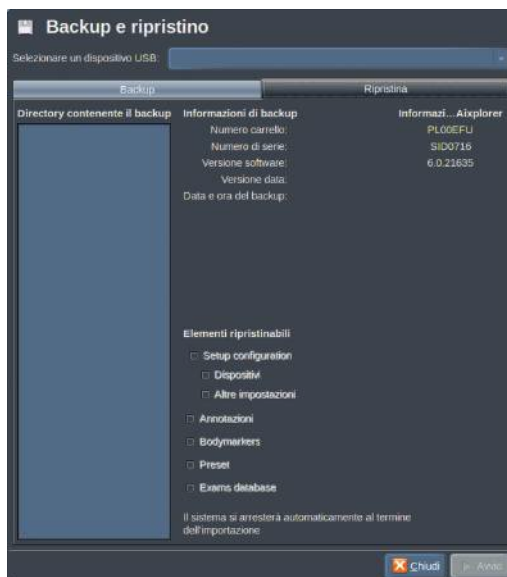 Backup e ripristino
Selezionare un dispositivo USB:
Backup
Ripristina
Directory contenente il backup
Informazioni di backup
Informazi...Aixplorer
Numero carrello:
PL00EFU
Numero di serie:
SID0716
Versione software:
6.0.21635
Versione data:
Data e ora del backup:
Elementi ripristinabili
Setup configuration
Dispositivi
Altre impostazioni
Annotazioni
Bodymarkers
Preset
Exams database
Il sistema si arresterà automaticamente al termine
dell'importazione
Chiudi
Avvio